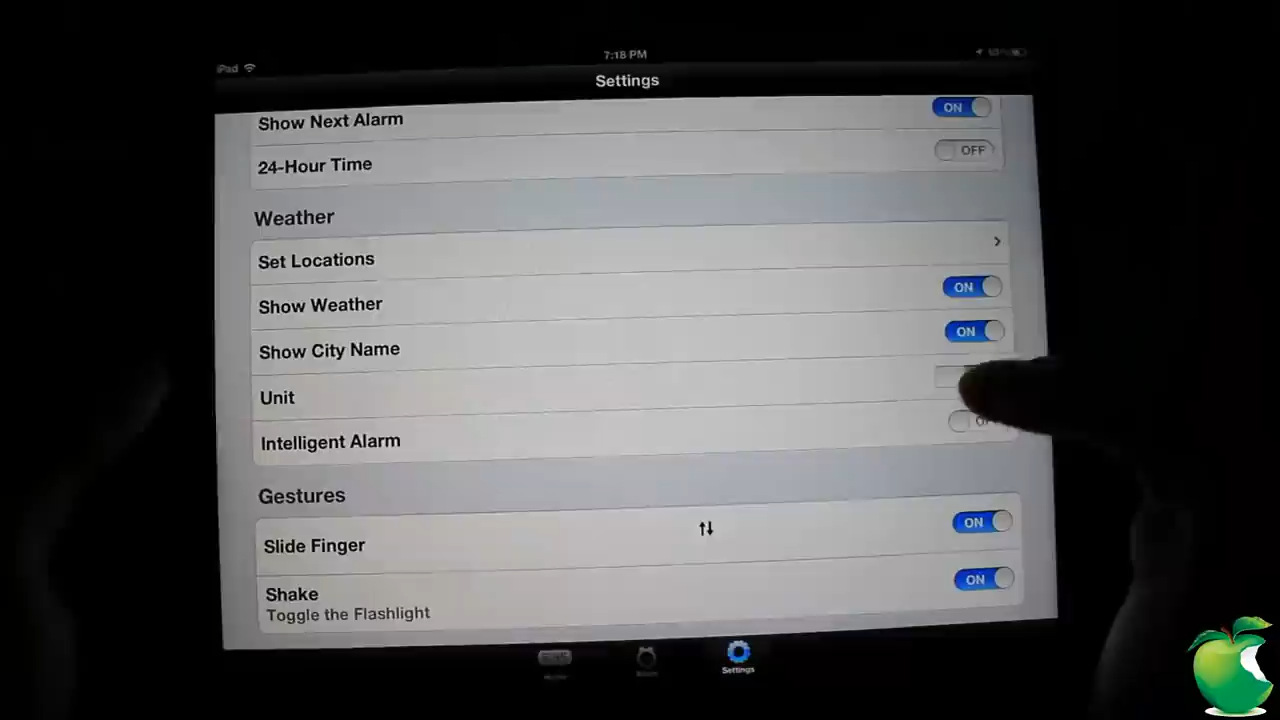 7:18 PM
iPad
Settings
Show Next Alarm
ON
24-Hour Time
OFF
Weather
Set Locations
Show Weather
ON
Show City Name
ON
Unit
Intelligent Alarm
Gestures
Slide Finger
ON
Shake
ON
Toggle the Flashlight
Settings